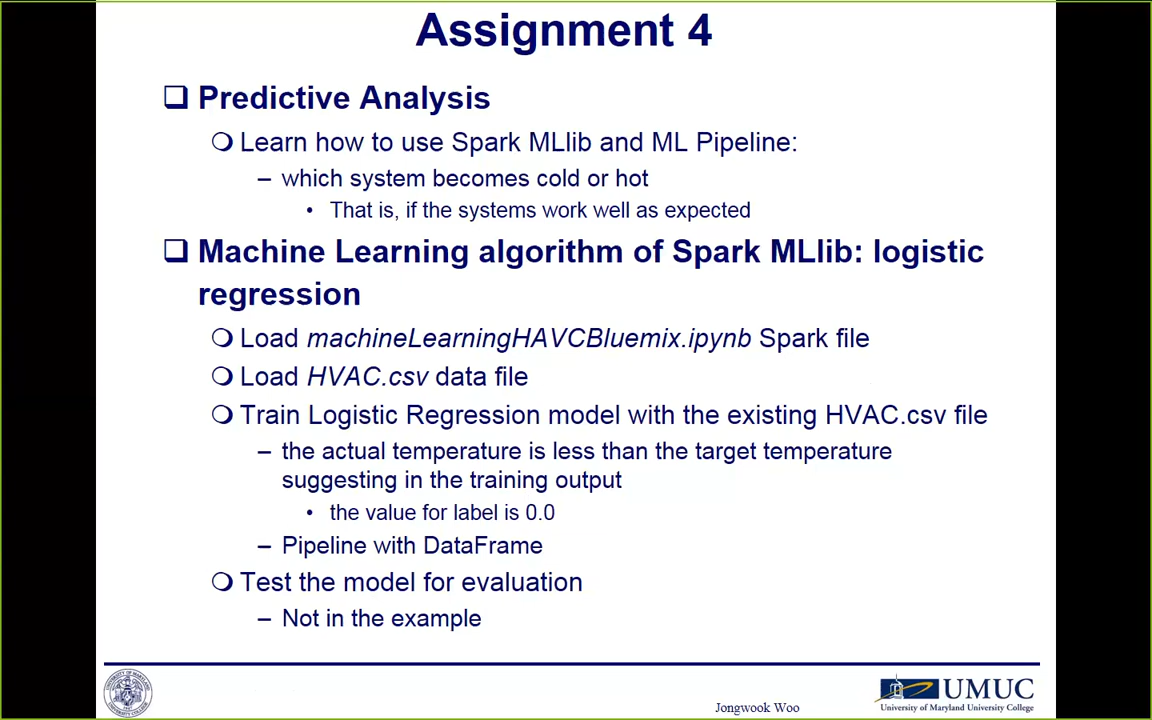 Assignment 4
❑ Predictive Analysis
❍ Learn how to use Spark MLlib and ML Pipeline:
– which system becomes cold or hot
• That is, if the systems work well as expected
❑ Machine Learning algorithm of Spark MLlib: logistic
regression
❍ Load machineLearningHAVCBluemix.ipynb Spark file
❍ Load HVAC.csv data file
❍ Train Logistic Regression model with the existing HVAC.csv file
– the actual temperature is less than the target temperature
suggesting in the training output
• the value for label is 0.0
– Pipeline with DataFrame
❍ Test the model for evaluation
– Not in the example
Jongwook Woo
UMUC
University of Maryland University College